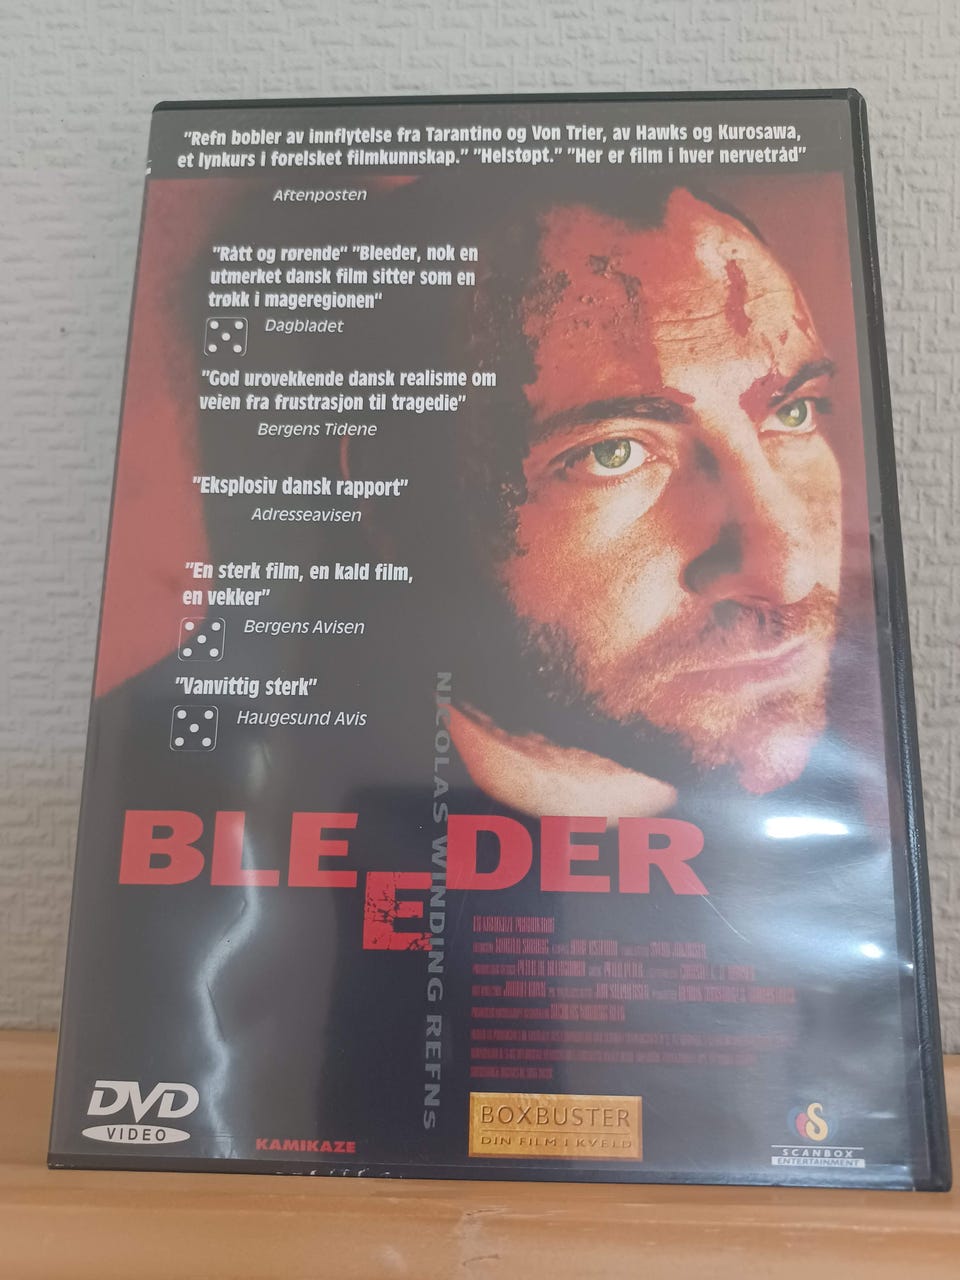 "Refn bobler av innflytelse fra Tarantino og Von Trier, av Hawks og Kurosawa,
et lynkurs i forelsket filmkunnskap." "Helstøpt." "Her er film i hver nervetråd"
Aftenposten
"Rått og rørende" "Bleeder, nok en
utmerket dansk film sitter som en
trøkk i mageregionen"
Dagbladet
"God urovekkende dansk realisme om
veien fra frustrasjon til tragedie"
Bergens Tidene
"Eksplosiv dansk rapport"
Adresseavisen
"En sterk film, en kald film,
en vekker"
Bergens Avisen
"Vanvittig sterk"
Haugesund Avis
NICOLAS WINDING REFNS
BLEEDER
DVD
VIDEO
KAMIKAZE
BOXBUSTER
DIN FILM I KVELD
SCANBOX
ENTERTAINMENT